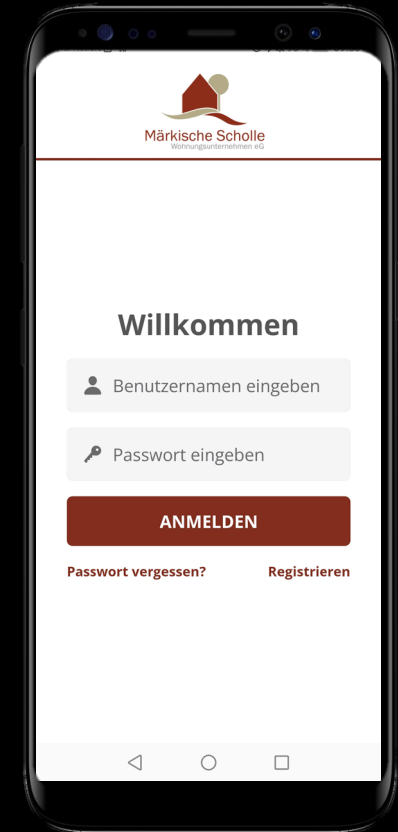 Märkische Scholle
Wohnungsunternehmen eG
Willkommen
Benutzernamen eingeben
Passwort eingeben
ANMELDEN
Passwort vergessen? Registrieren